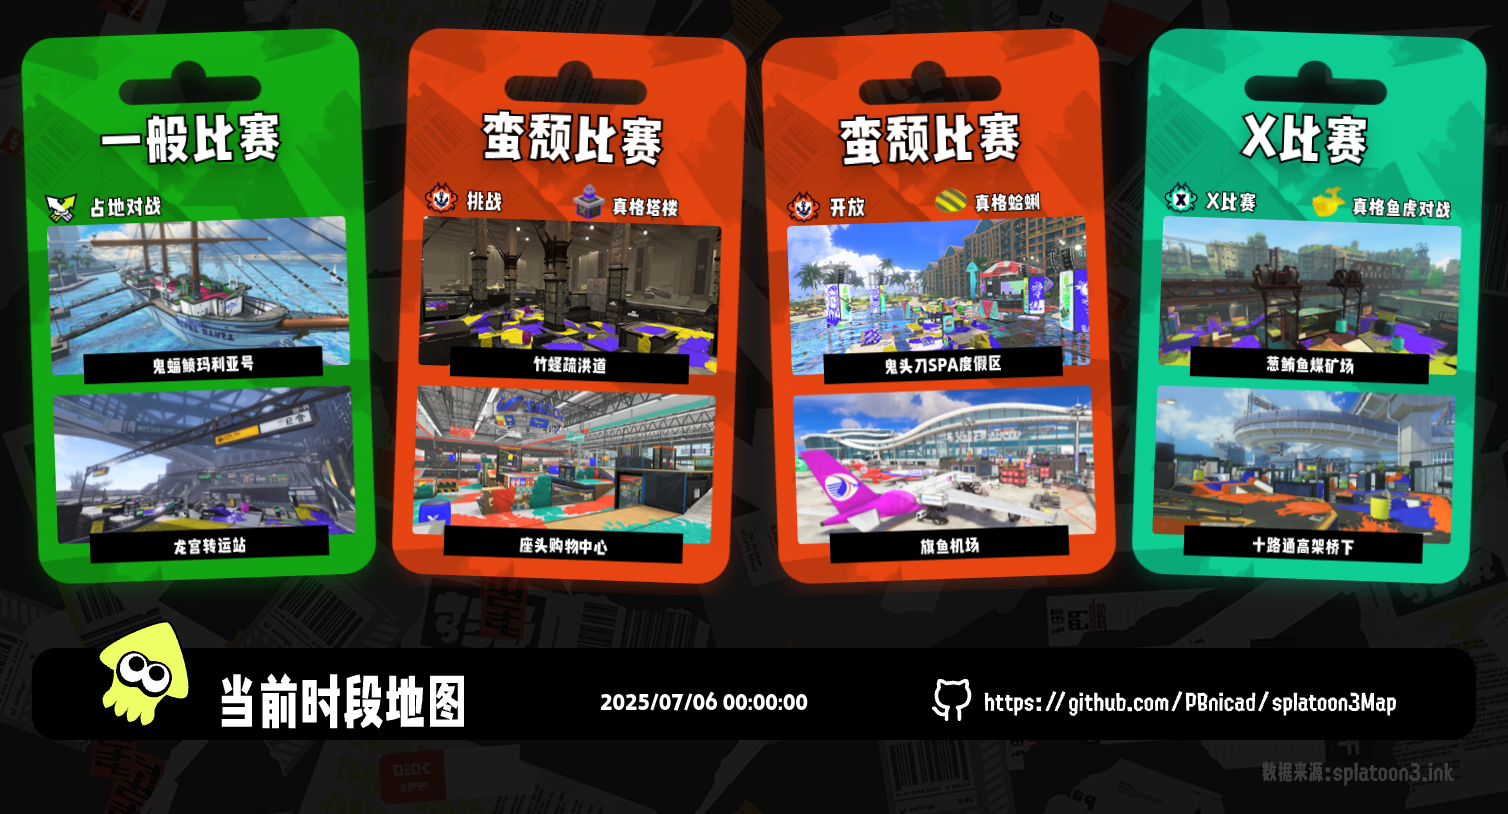 一般比赛
占地对战
鬼蝠鲼玛利亚号
龙宫转运站
蛮颓比赛
挑战
真格塔楼
竹蛏疏洪道
座头购物中心
蛮颓比赛
开放
真格蛤蜊
鬼头刀SPA度假区
旗鱼机场
X比赛
X比赛
真格鱼虎对战
葱鲔鱼煤矿场
十路通高架桥下
当前时段地图
2025/07/06 00:00:00
https://github.com/PBnicad/splatoon3Map
数据来源:splatoon3.ink